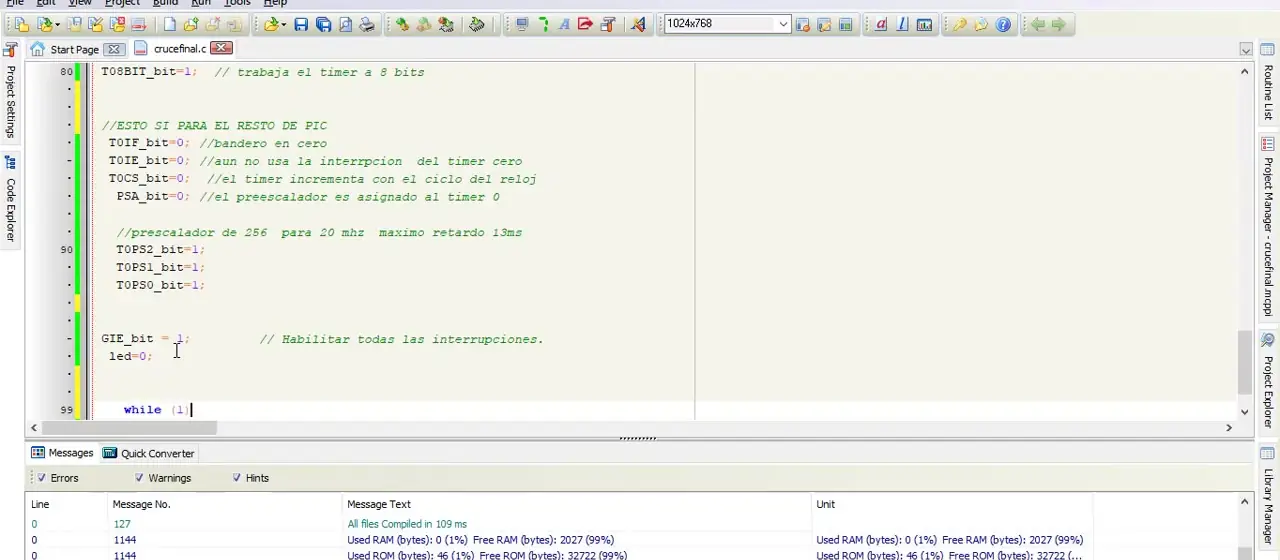 File Edit View Project Build Run Tools Help
1024x768
Start Page
crucefinal.c
Project Settings
Code Explorer
80 T08BIT_bit=1; // trabaja el timer a 8 bits
//ESTO SI PARA EL RESTO DE PIC
T0IF_bit=0; //bandero en cero
T0IE_bit=0; //aun no usa la interrpcion del timer cero
T0CS_bit=0; //el timer incrementa con el ciclo del reloj
PSA_bit=0; //el preescalador es asignado al timer 0
//prescalador de 256 para 20 mhz maximo retardo 13ms
90 T0PS2_bit=1;
T0PS1_bit=1;
T0PS0_bit=1;
GIE_bit = 1; // Habilitar todas las interrupciones.
led=0;
99 while (1)
Routine List
Project Manager - crucefinal.mcppi
Project Explorer
Library Manager
Messages Quick Converter
Errors Warnings Hints
Line Message No. Message Text Unit
0 127 All files Compiled in 109 ms
0 1144 Used RAM (bytes): 0 (1%) Free RAM (bytes): 2027 (99%) Used RAM (bytes): 0 (1%) Free RAM (bytes): 2027 (99%)
0 1144 Used ROM (bytes): 46 (1%) Free ROM (bytes): 32722 (99%) Used ROM (bytes): 46 (1%) Free ROM (bytes): 32722 (...